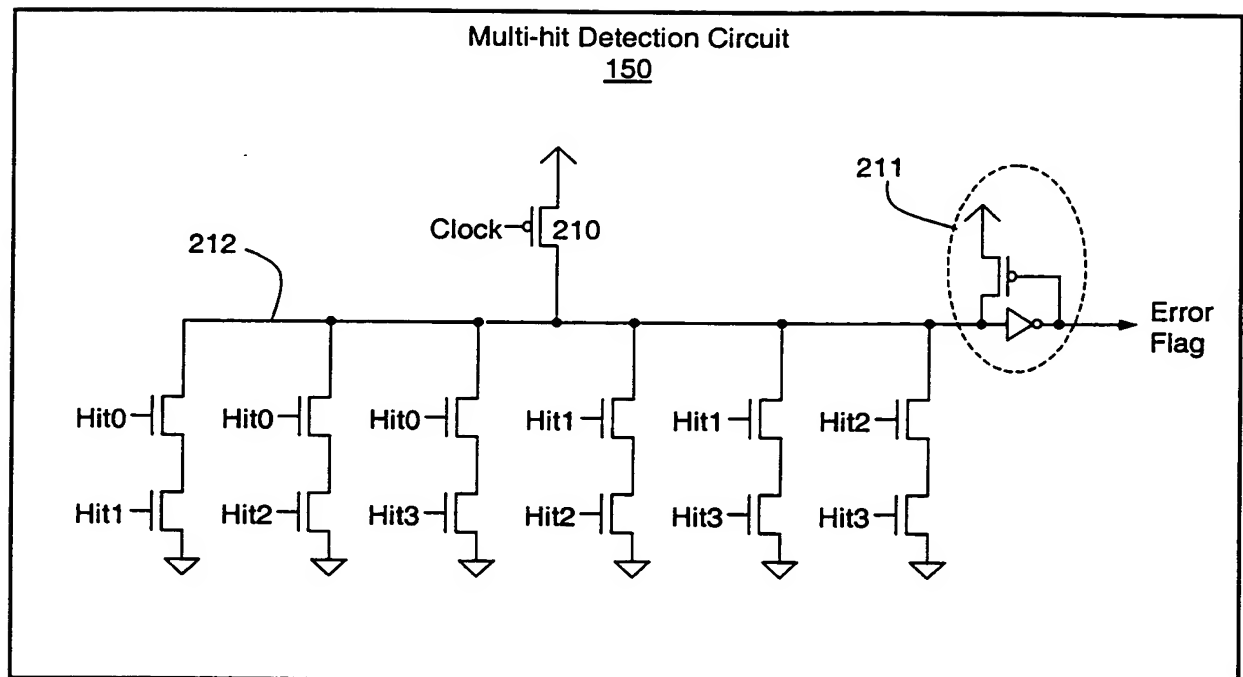 Multi-hit Detection Circuit
150
211
Clock
210
212
Error
Flag
Hit0
Hit0
Hit0
Hit1
Hit1
Hit2
Hit1
Hit2
Hit3
Hit2
Hit3
Hit3